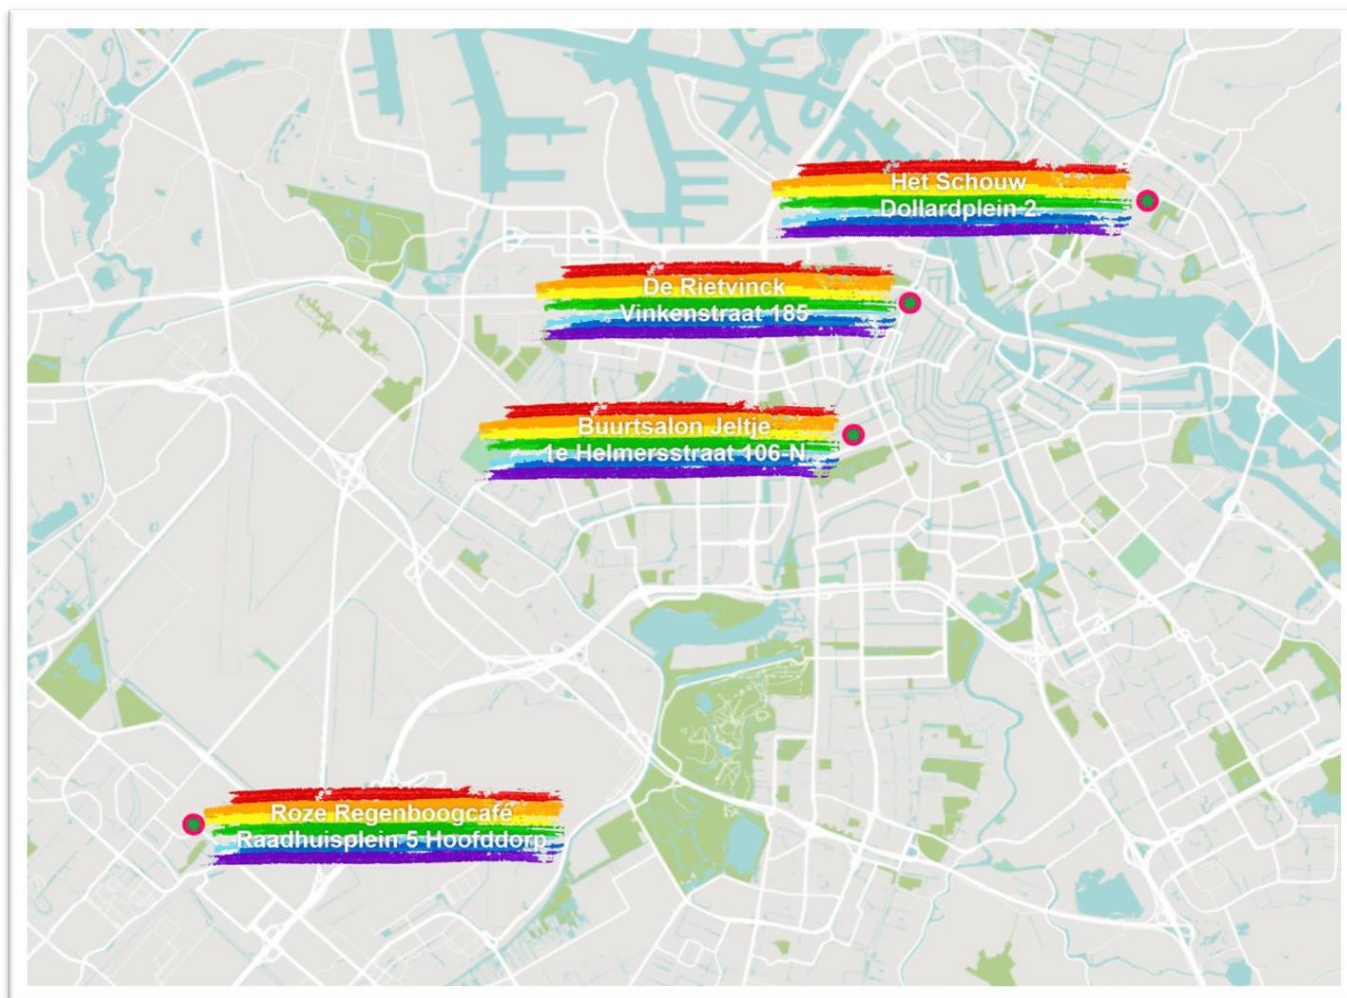 Het Schouw
Dollardplein 2
De Rietvinck
Vinkenstraat 185
Buurtsalon Jeltje
1e Helmersstraat 106-N
Roze Regenboogcafé
Raadhuisplein 5 Hoofddorp